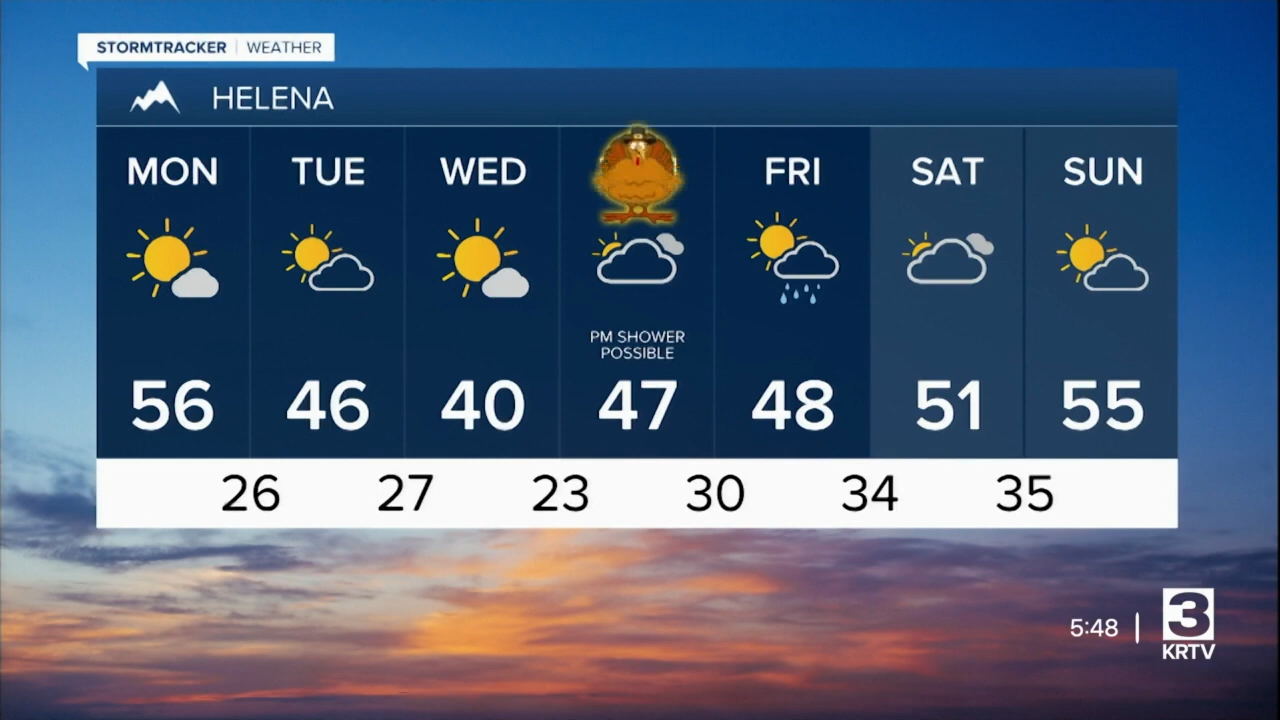 STORMTRACKER | WEATHER
HELENA
MON TUE WED FRI SAT SUN
PM SHOWER
POSSIBLE
56 46 40 47 48 51 55
26 27 23 30 34 35
5:48 | 3
KRTV